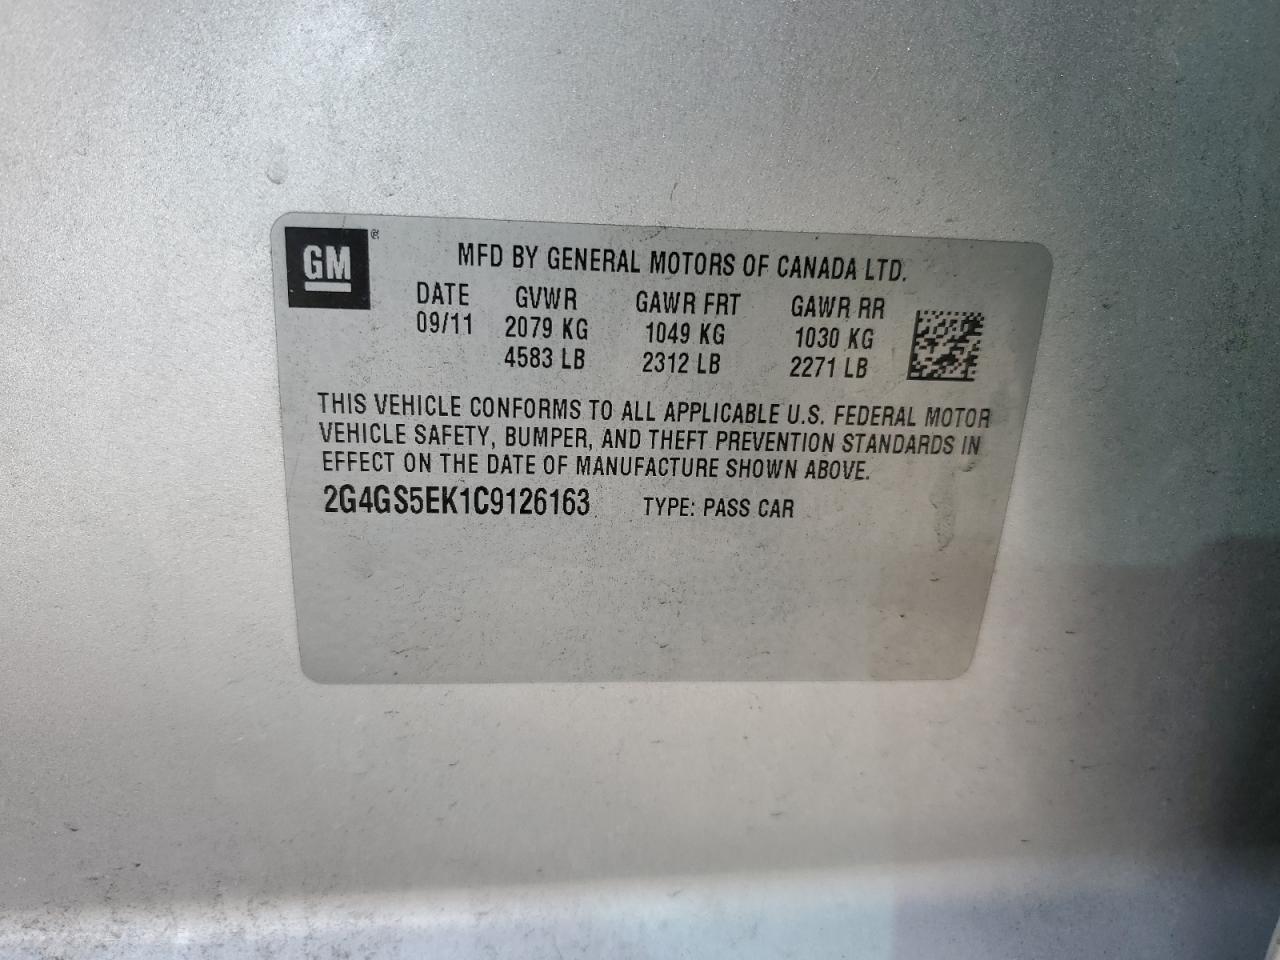 GM®
MFD BY GENERAL MOTORS OF CANADA LTD.
DATE GVWR GAWR FRT GAWR RR
09/11 2079 KG 1049 KG 1030 KG
4583 LB 2312 LB 2271 LB
THIS VEHICLE CONFORMS TO ALL APPLICABLE U.S. FEDERAL MOTOR
VEHICLE SAFETY, BUMPER, AND THEFT PREVENTION STANDARDS IN
EFFECT ON THE DATE OF MANUFACTURE SHOWN ABOVE.
2G4GS5EK1C9126163 TYPE: PASS CAR